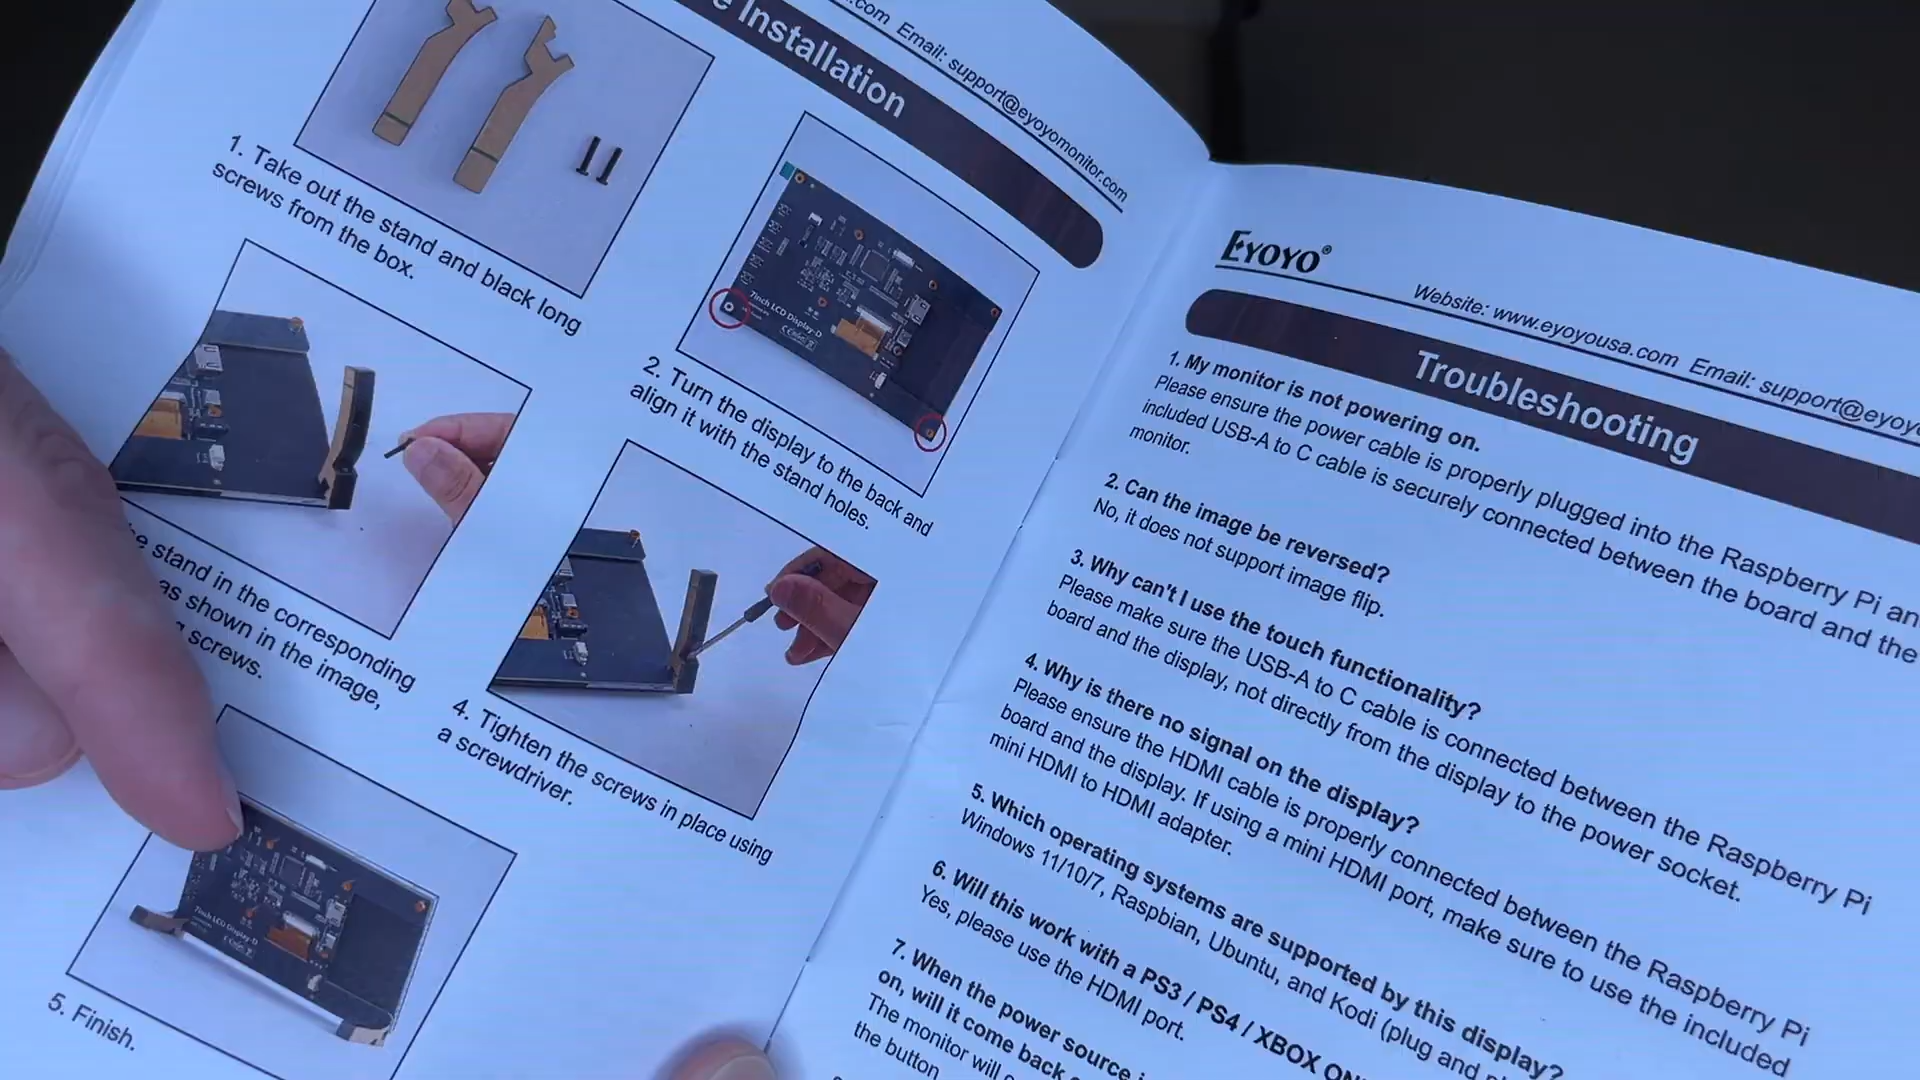 .com Email: support@eyoyomonitor.com
e Installation
1. Take out the stand and black long
screws from the box.
7inch LCD Display-D
2. Turn the display to the back and
align it with the stand holes.
stand in the corresponding
as shown in the image,
screws.
4. Tighten the screws in place using
a screwdriver.
7inch LCD Display-D
5. Finish.
EYOYO®
Website: www.eyoyousa.com Email: support@eyoy
Troubleshooting
1. My monitor is not powering on.
Please ensure the power cable is properly plugged into the Raspberry Pi an
included USB-A to C cable is securely connected between the board and the
monitor.
2. Can the image be reversed?
No, it does not support image flip.
3. Why can't I use the touch functionality?
Please make sure the USB-A to C cable is connected between the Raspberry Pi
board and the display, not directly from the display to the power socket.
4. Why is there no signal on the display?
Please ensure the HDMI cable is properly connected between the Raspberry Pi
board and the display. If using a mini HDMI port, make sure to use the included
mini HDMI to HDMI adapter.
5. Which operating systems are supported by this display?
Windows 11/10/7, Raspbian, Ubuntu, and Kodi (plug and
6. Will this work with a PS3 / PS4 / XBOX ON
Yes, please use the HDMI port.
7. When the power source i
on, will it come back
The monitor will
the button